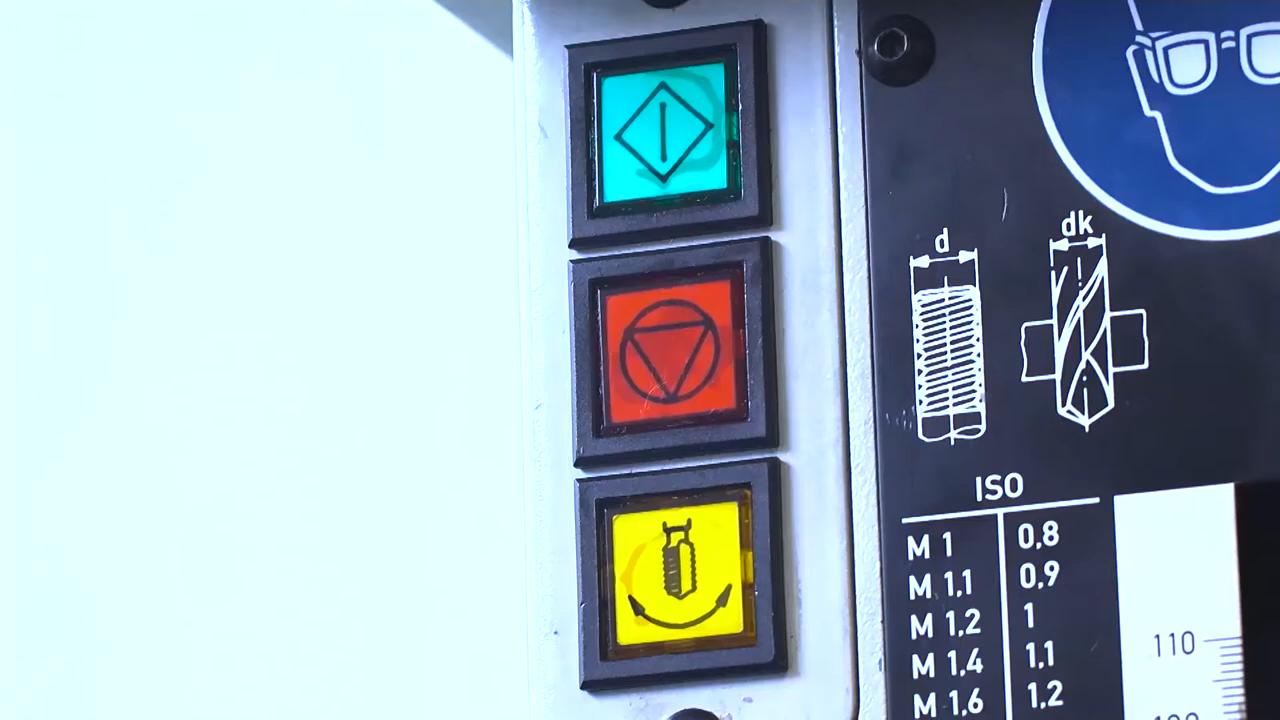 d
dk
ISO
M 1 0,8
M 1,1 0,9
M 1,2 1
M 1,4 1,1
M 1,6 1,2
110